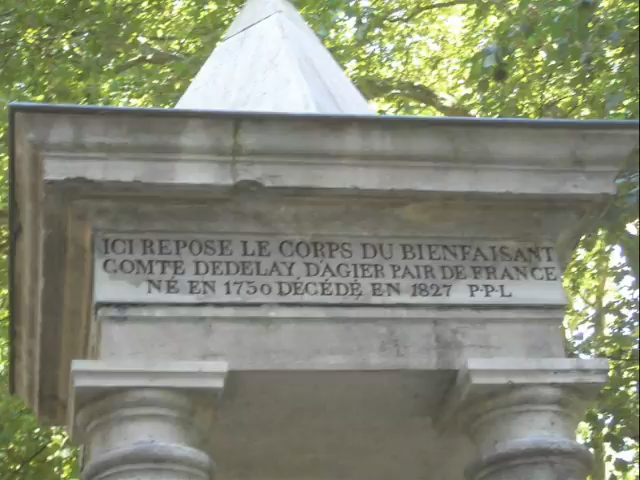 ICI REPOSE LE CORPS DU BIENFAISANT
COMTE DEDELAY, D'AGIER PAIR DE FRANCE
NÉ EN 1750 DÉCÉDÉ EN 1827 P·P·L